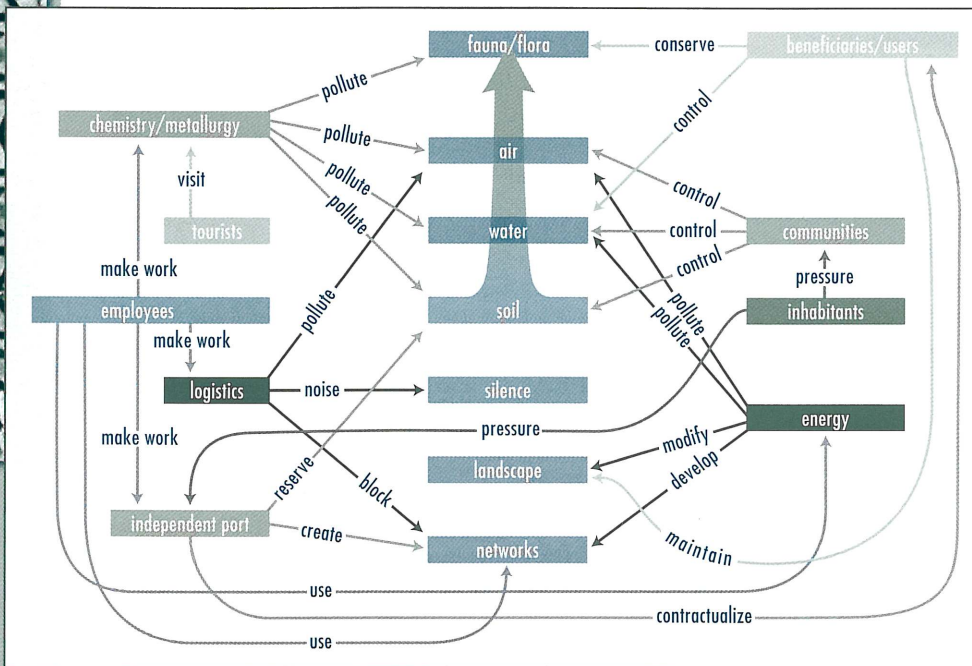 fauna/flora
conserve
beneficiaries/users
pollute
control
chemistry/metallurgy
pollute
air
visit
pollute
control
tourists
pollute
water
control
communities
make work
control
pressure
employees
pollute
soil
pollute
inhabitants
make work
pollute
logistics
noise
silence
energy
make work
pressure
modify
reserve
landscape
develop
block
independent port
create
networks
maintain
use
contractualize
use